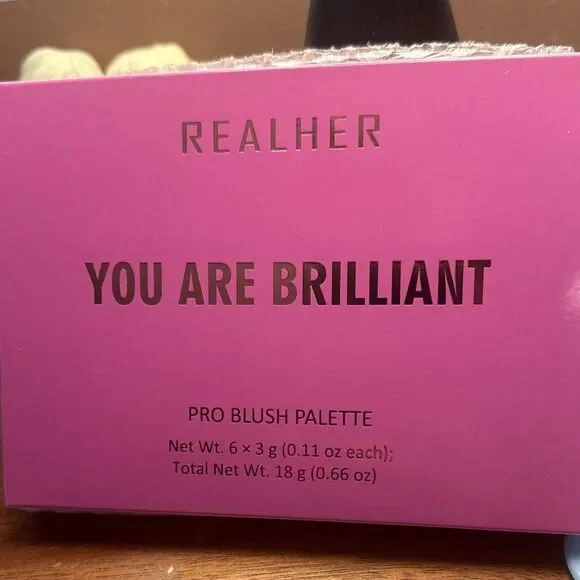 REALHER
YOU ARE BRILLIANT
PRO BLUSH PALETTE
Net Wt. 6 × 3 g (0.11 oz each);
Total Net Wt. 18 g (0.66 oz)